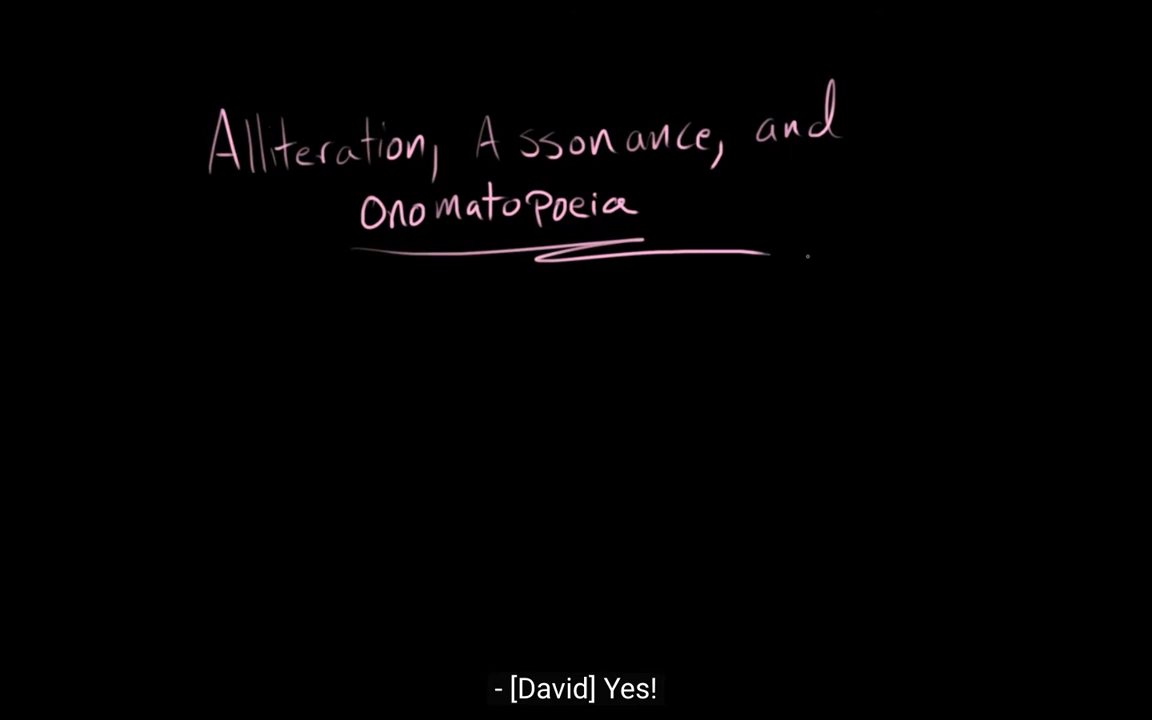 Alliteration, Assonance, and
onomatopoeia
- [David] Yes!